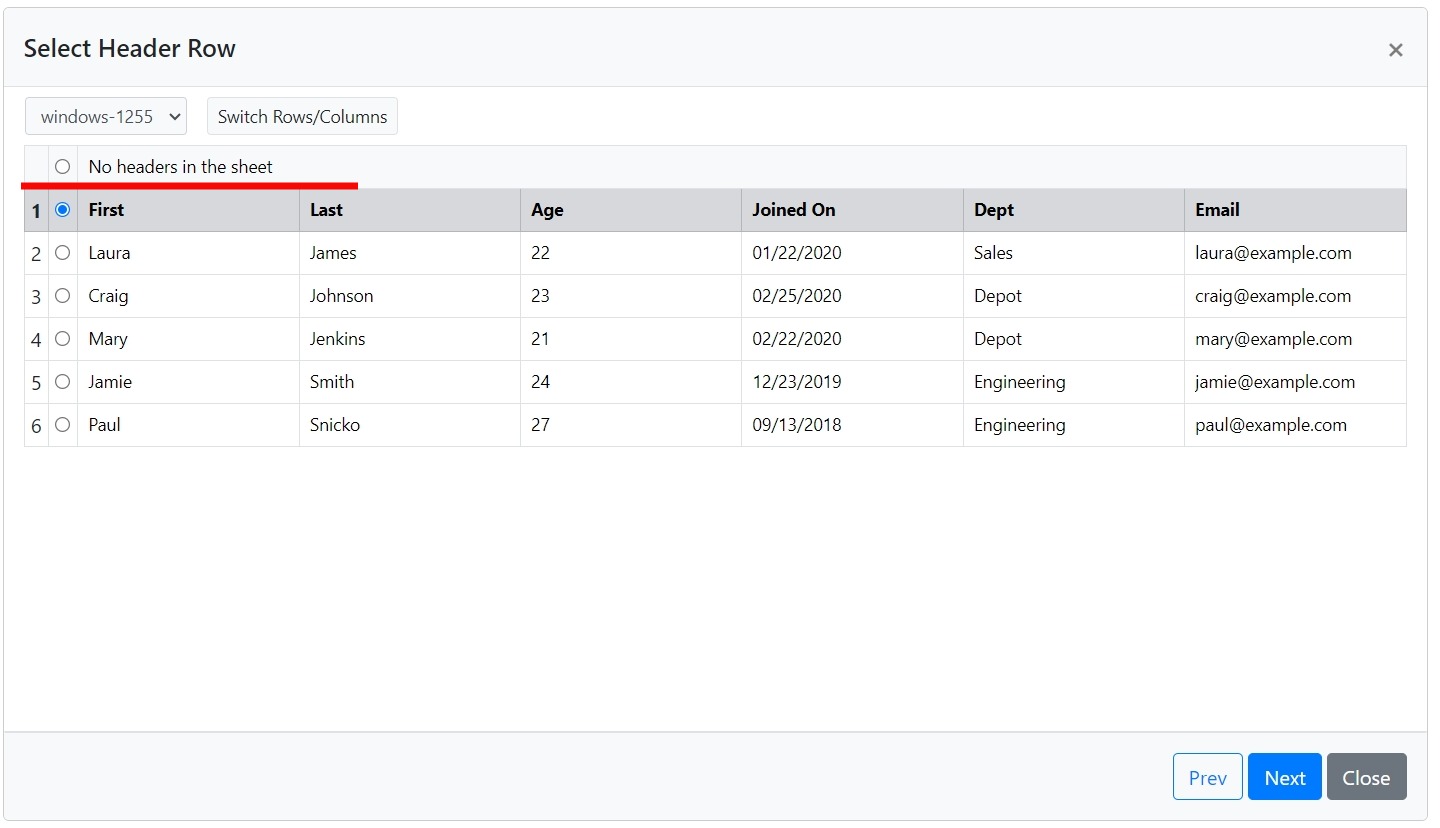 Select Header Row ×
windows-1255 Switch Rows/Columns
No headers in the sheet
1 First Last Age Joined On Dept Email
2 Laura James 22 01/22/2020 Sales laura@example.com
3 Craig Johnson 23 02/25/2020 Depot craig@example.com
4 Mary Jenkins 21 02/22/2020 Depot mary@example.com
5 Jamie Smith 24 12/23/2019 Engineering jamie@example.com
6 Paul Snicko 27 09/13/2018 Engineering paul@example.com
Prev Next Close